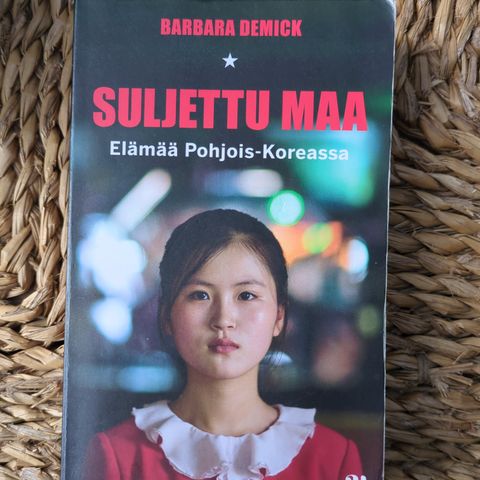 BARBARA DEMICK
SULJETTU MAA
Elämää Pohjois-Koreassa